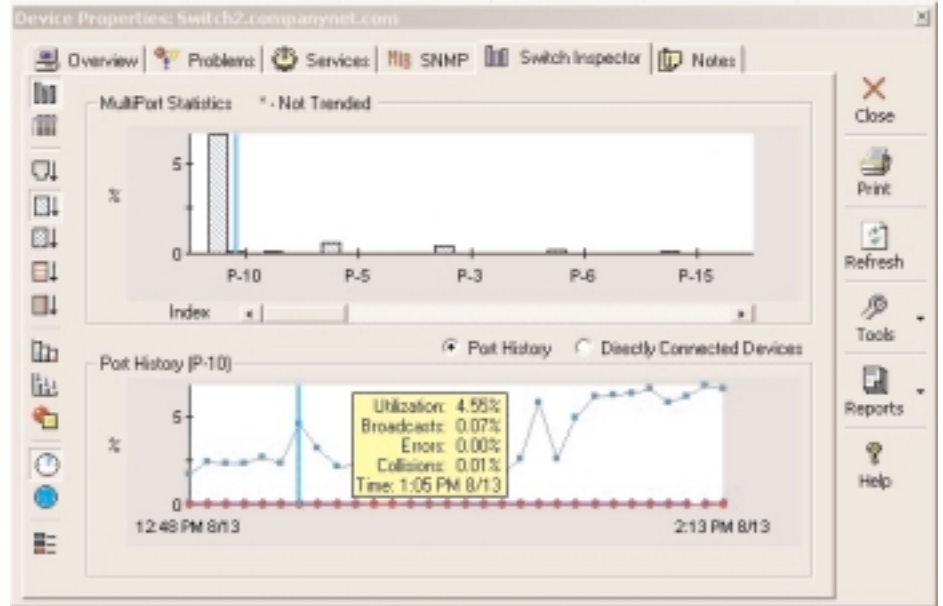 Device Properties: Switch2.companynet.com
Overview Problems Services MIB SNMP Switch Inspector Notes
MultiPort Statistics * - Not Trended
%
5
0
P-10 P-5 P-3 P-6 P-15
Index
Port History Directly Connected Devices
Port History (P-10)
%
5
0
Utilization: 4.55%
Broadcasts: 0.07%
Errors: 0.00%
Collisions: 0.01%
Time: 1:05 PM 8/13
12:48 PM 8/13 2:13 PM 8/13
Close
Print
Refresh
Tools
Reports
Help